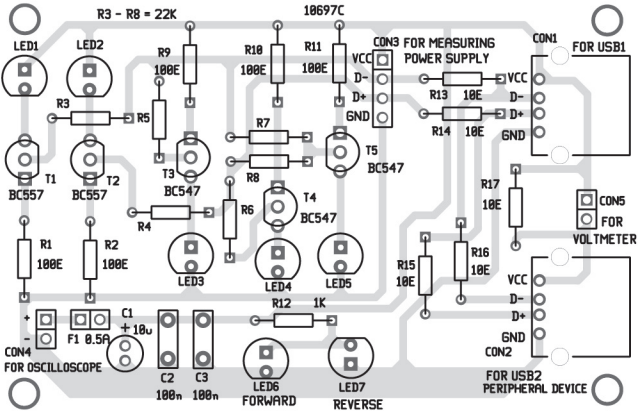 R3 - R8 = 22K
10697C
LED1
LED2
R9
100E
R10
100E
R11
100E
CON3
FOR MEASURING
POWER SUPPLY
CON1
FOR USB1
VCC
D-
D+
GND
R13 10E
R14 10E
VCC
D-
D+
GND
R3
R5
R7
R8
T5
BC547
T1
BC557
T2
BC557
T3
BC547
T4
BC547
R17
10E
CON5
FOR
VOLTMETER
R4
R6
R1
100E
R2
100E
LED3
LED4
LED5
R15
10E
R16
10E
VCC
D-
D+
GND
CON2
R12 1K
+
-
CON4
FOR OSCILLOSCOPE
F1 0.5A
C1
+
10u
C2
100n
C3
100n
LED6
FORWARD
LED7
REVERSE
FOR USB2
PERIPHERAL DEVICE